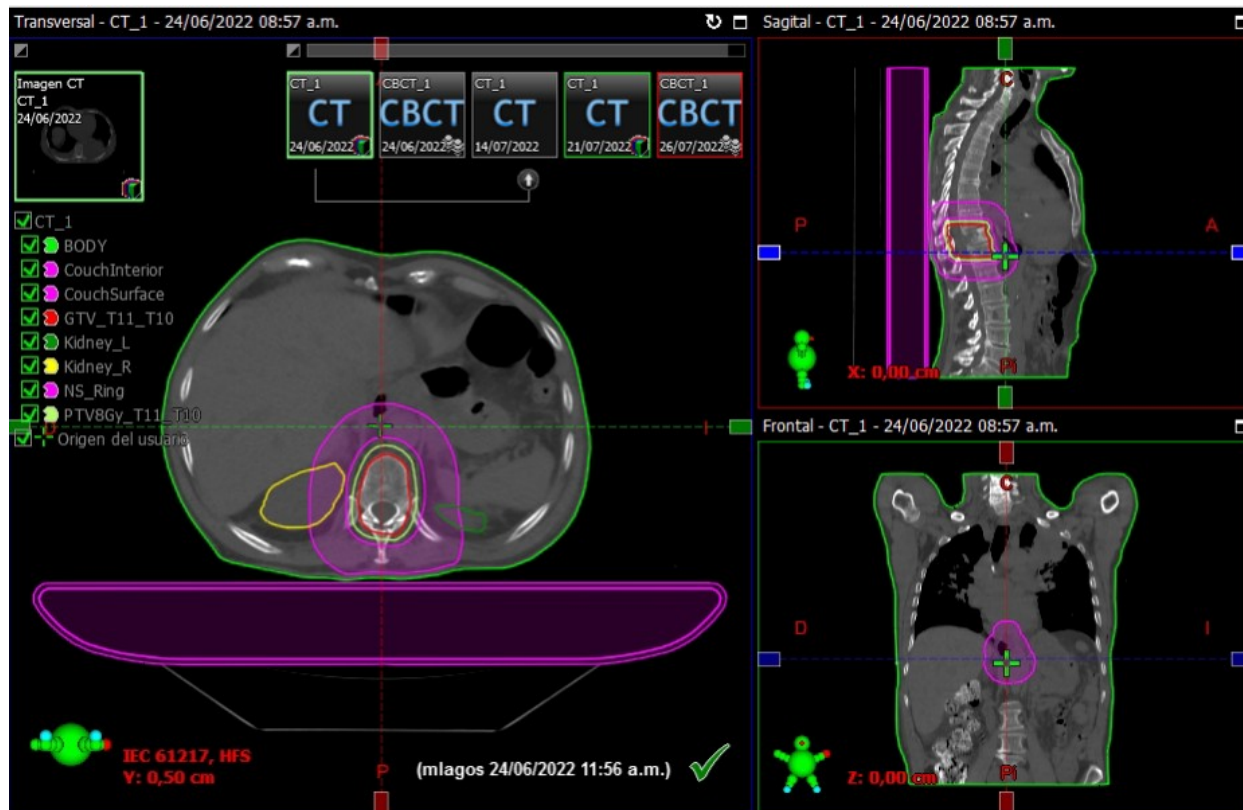 Transversal - CT_1 - 24/06/2022 08:57 a.m.
Imagen CT
CT_1
24/06/2022
CT_1
CT
24/06/2022
CBCT_1
CBCT
24/06/2022
CT_1
CT
14/07/2022
CT_1
CT
21/07/2022
CBCT_1
CBCT
26/07/2022
CT_1
BODY
CouchInterior
CouchSurface
GTV_T11_T10
Kidney_L
Kidney_R
NS_Ring
PTV8Gy_T11_T10
Origen del usuario
D
I
IEC 61217, HFS
Y: 0,50 cm
P
(mlagos 24/06/2022 11:56 a.m.)
Sagital - CT_1 - 24/06/2022 08:57 a.m.
C
P
A
Pi
X: 0,00 cm
Frontal - CT_1 - 24/06/2022 08:57 a.m.
C
D
I
Pi
Z: 0,00 cm